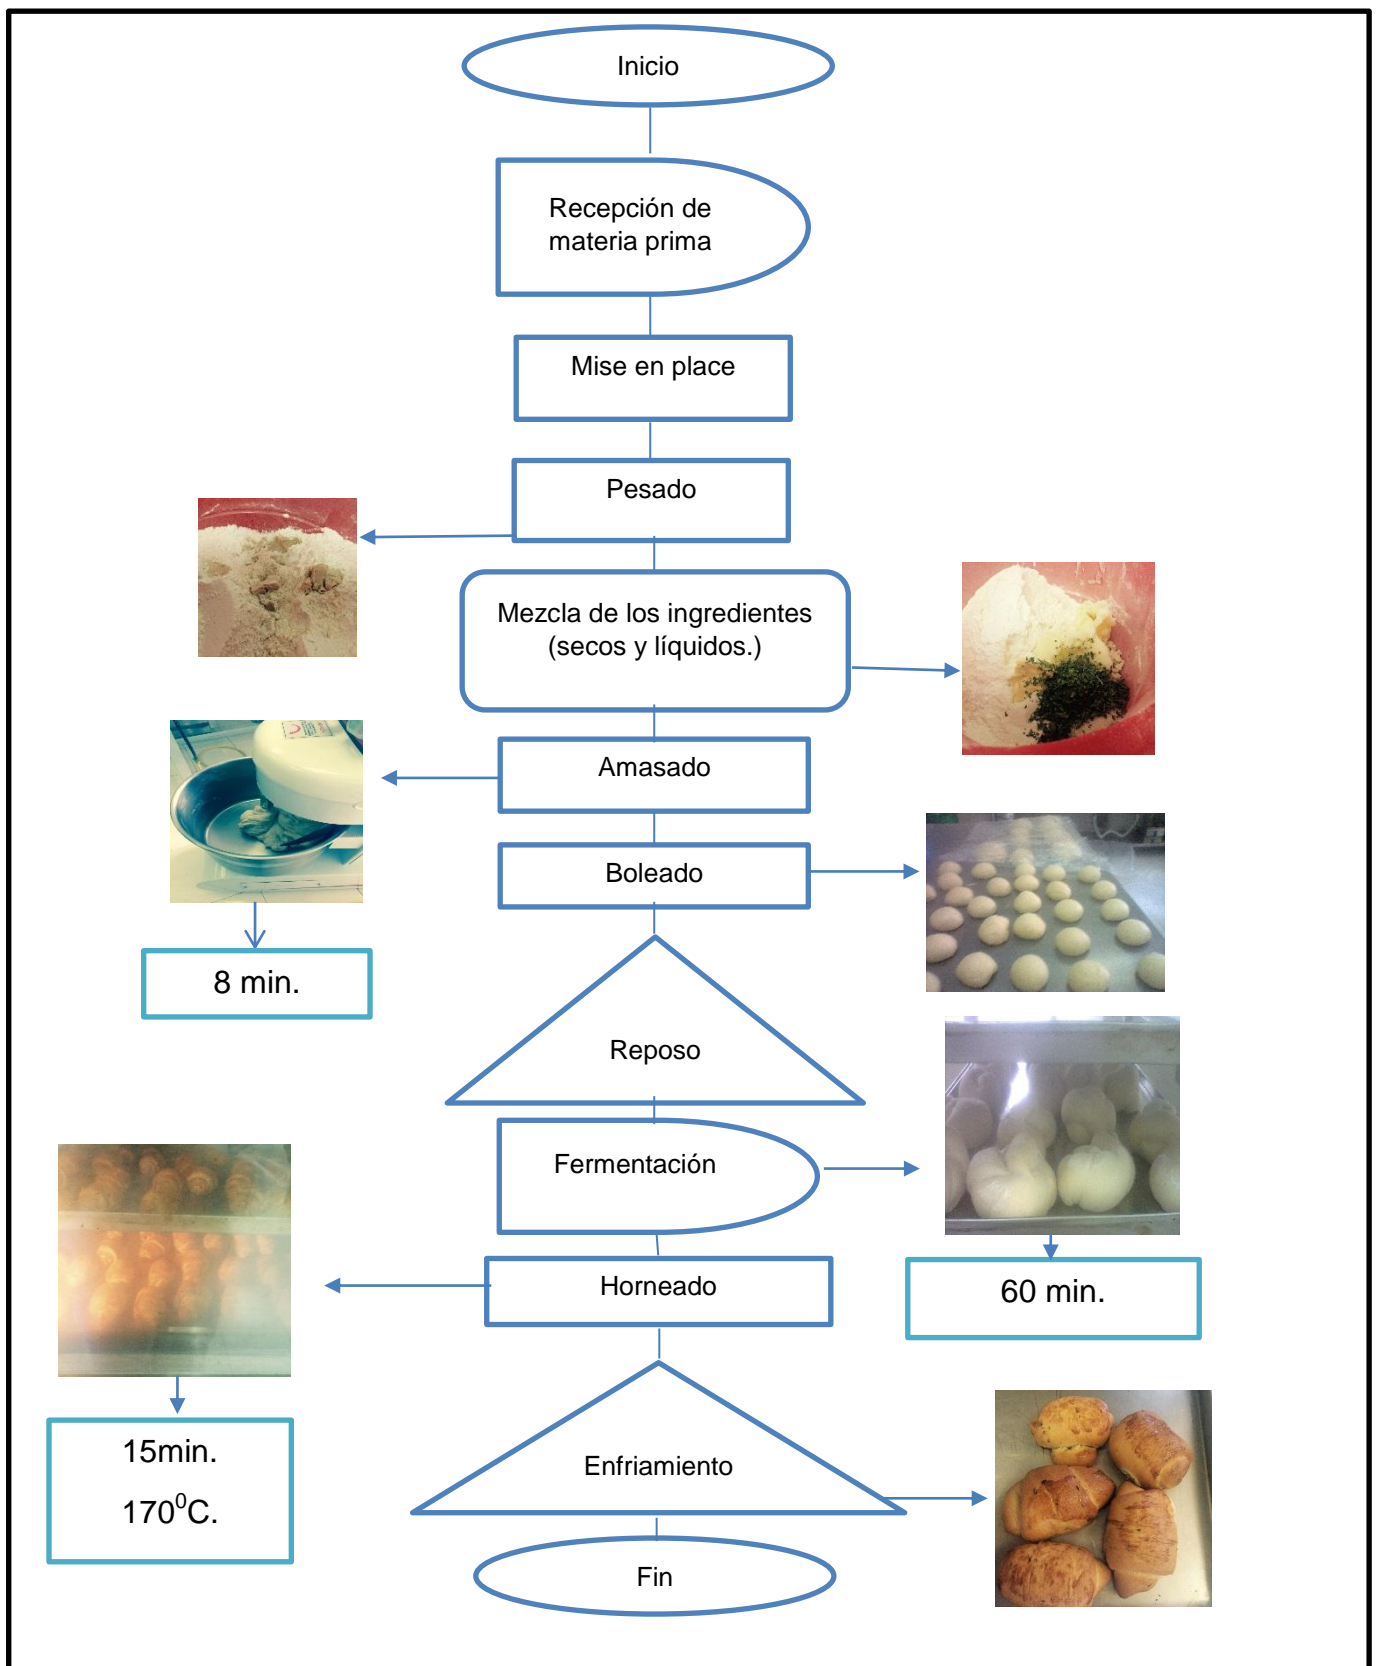 Inicio
Recepción de
materia prima
Mise en place
Pesado
Mezcla de los ingredientes
(secos y líquidos.)
Amasado
Boleado
8 min.
Reposo
Fermentación
Horneado
60 min.
15min.
170⁰C.
Enfriamiento
Fin